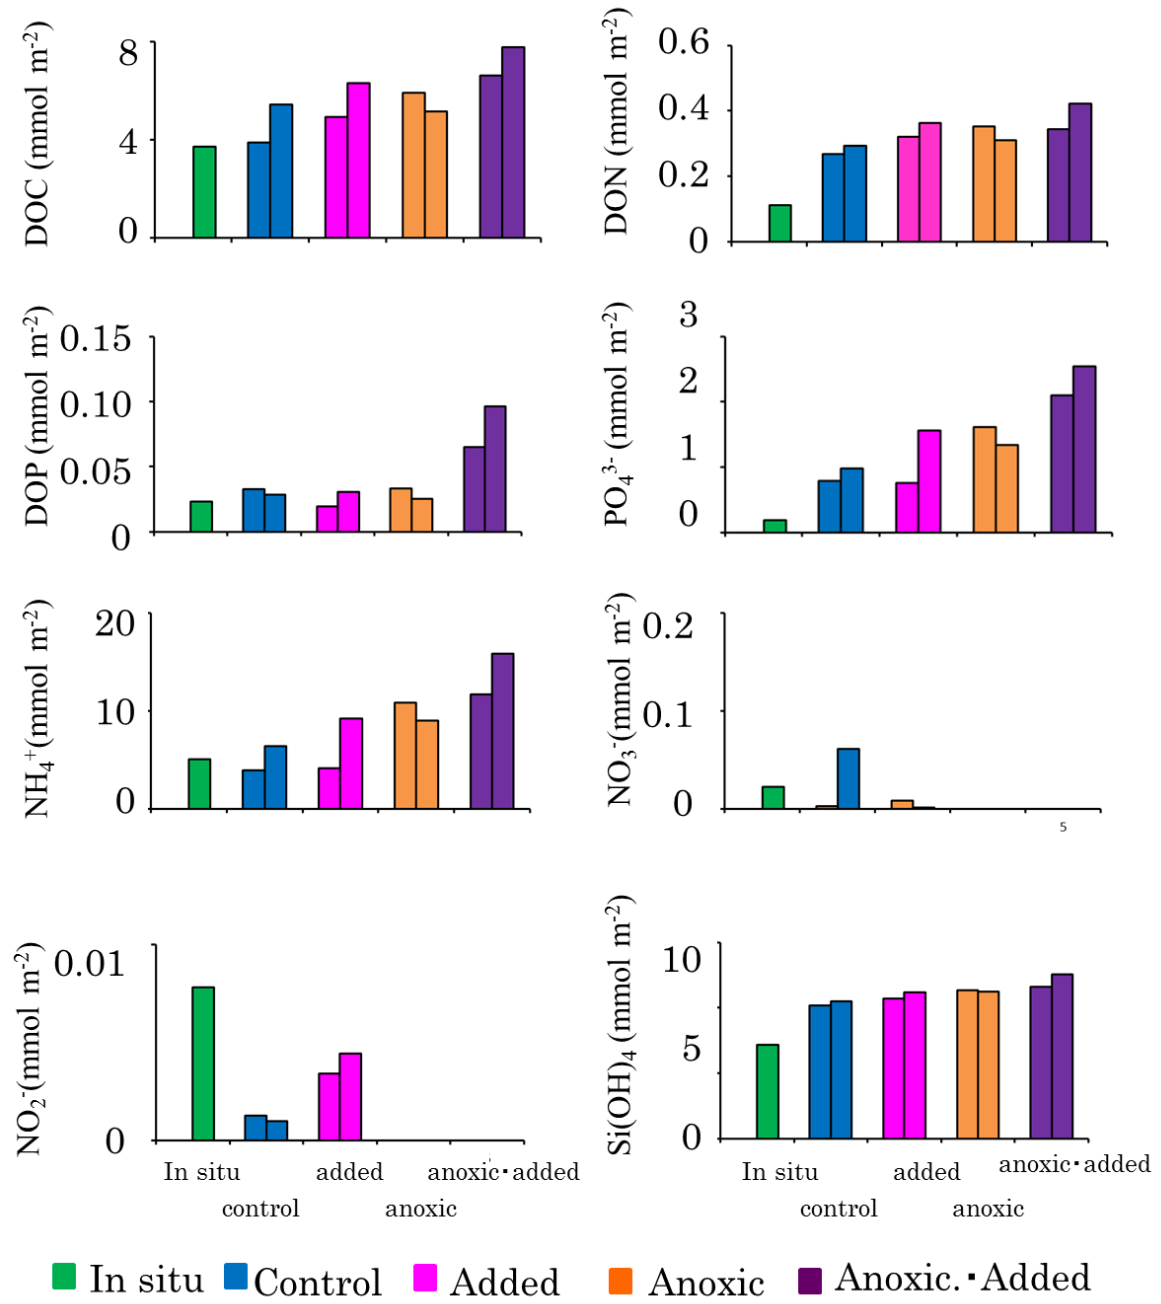 DOC (mmol m-2)
8
4
0
DON (mmol m-2)
0.6
0.4
0.2
0
DOP (mmol m-2)
0.15
0.10
0.05
0
PO43- (mmol m-2)
3
2
1
0
NH4+(mmol m-2)
20
10
0
NO3-(mmol m-2)
0.2
0.1
0
5
NO2-(mmol m-2)
0.01
0
Si(OH)4 (mmol m-2)
10
5
0
In situ
added
anoxic・added
control
anoxic
In situ
added
anoxic・added
control
anoxic
In situ
Control
Added
Anoxic
Anoxic.・Added